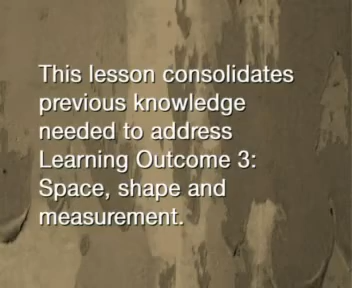 This lesson consolidates
previous knowledge
needed to address
Learning Outcome 3:
Space, shape and
measurement.